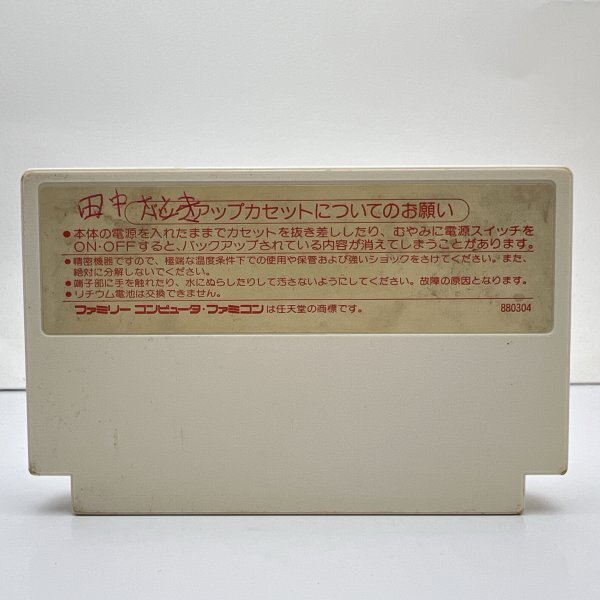 田中
バックアップカセットについてのお願い
●本体の電源を入れたままでカセットを抜き差ししたり、むやみに電源スイッチを
ON・OFFすると、バックアップされている内容が消えてしまうことがあります。
●精密機器ですので、極端な温度条件下での使用や保管および強いショックをさけてください。また、
絶対に分解しないでください。
●端子部に手を触れたり、水にぬらしたりして汚さないようにしてください。故障の原因となります。
●リチウム電池は交換できません。
ファミリーコンピュータ・ファミコンは任天堂の商標です。
880304